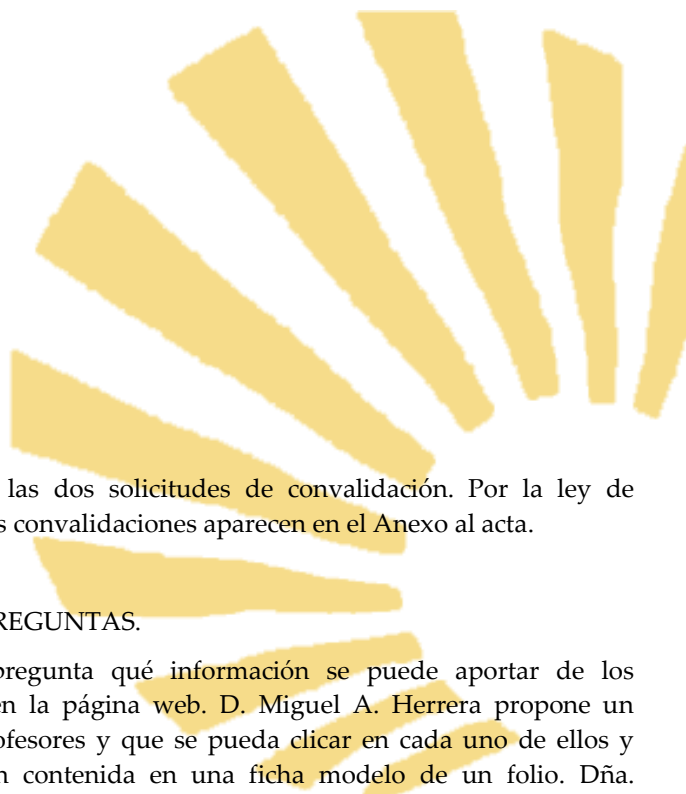 las dos solicitudes de convalidación. Por la ley de
convalidaciones aparecen en el Anexo al acta.
REGUNTAS.
pregunta qué información se puede aportar de los
en la página web. D. Miguel A. Herrera propone un
ofesores y que se pueda clicar en cada uno de ellos y
contenida en una ficha modelo de un folio. Dña.